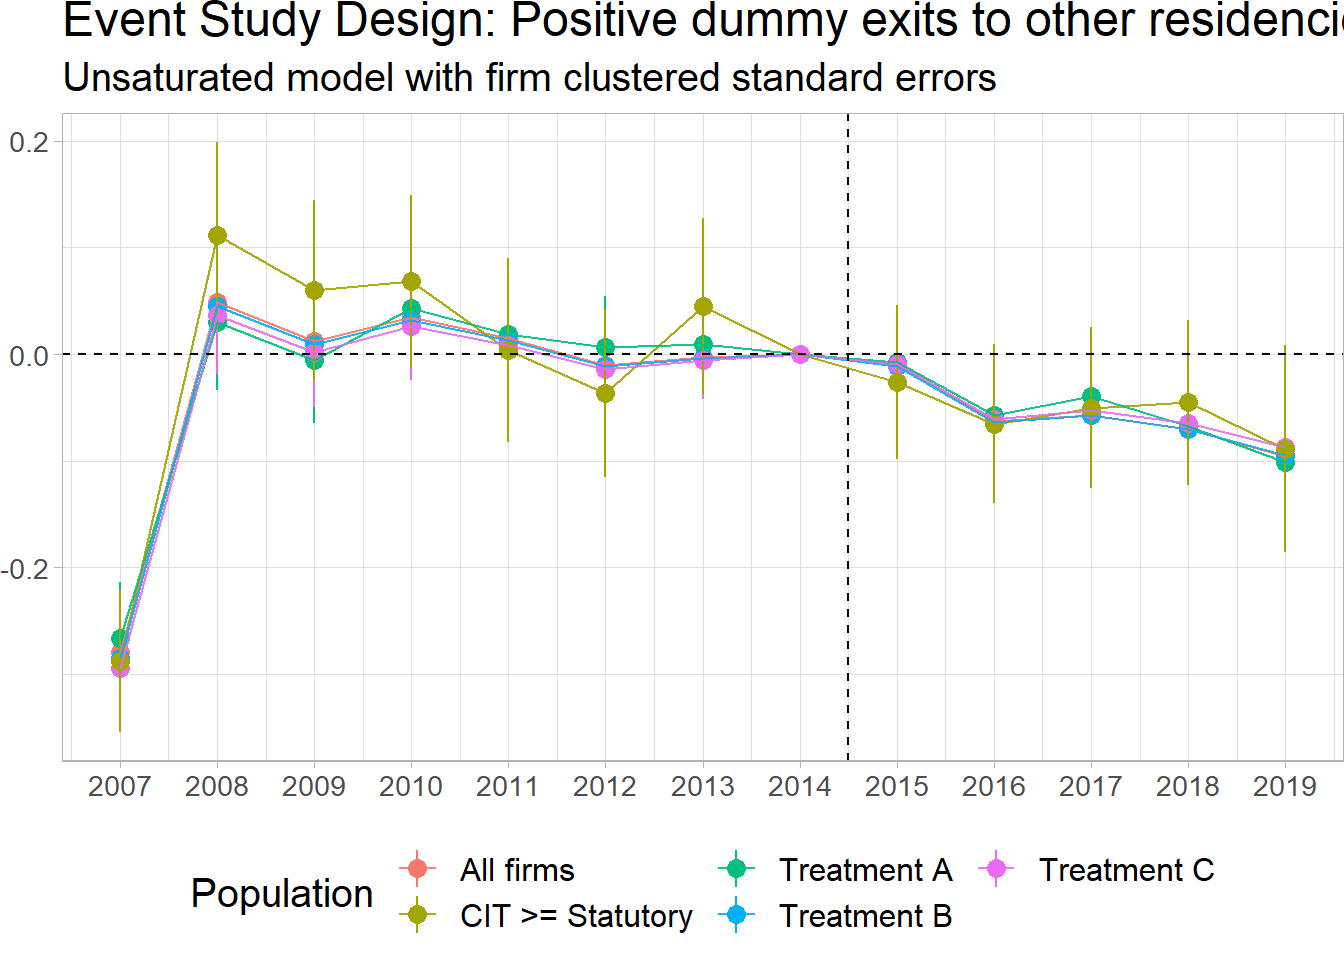 Event Study Design: Positive dummy exits to other
Unsaturated model with firm clustered standard errors
0.2
0.0
-0.2
2007 2008 2009 2010 2011 2012 2013 2014 2015 2016 2017 2018 2019
Population
All firms
CIT >= Statutory
Treatment A
Treatment B
Treatment C